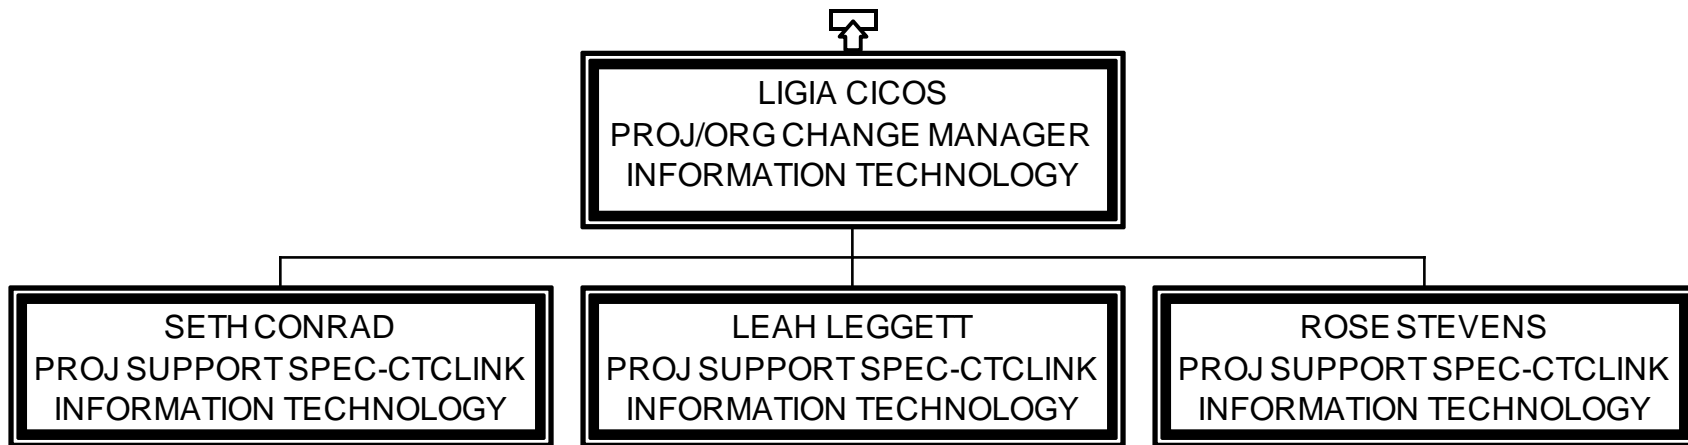 LIGIA CICOS
PROJ/ORG CHANGE MANAGER
INFORMATION TECHNOLOGY
SETH CONRAD
PROJ SUPPORT SPEC-CTCLINK
INFORMATION TECHNOLOGY
LEAH LEGGETT
PROJ SUPPORT SPEC-CTCLINK
INFORMATION TECHNOLOGY
ROSE STEVENS
PROJ SUPPORT SPEC-CTCLINK
INFORMATION TECHNOLOGY